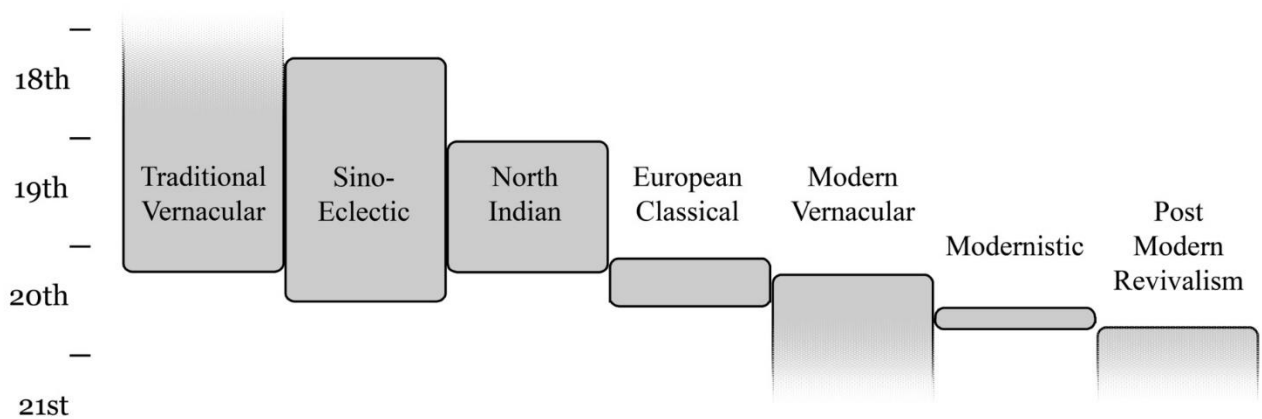 18th
19th
20th
21st
Traditional
Vernacular
Sino-
Eclectic
North
Indian
European
Classical
Modern
Vernacular
Modernistic
Post
Modern
Revivalism